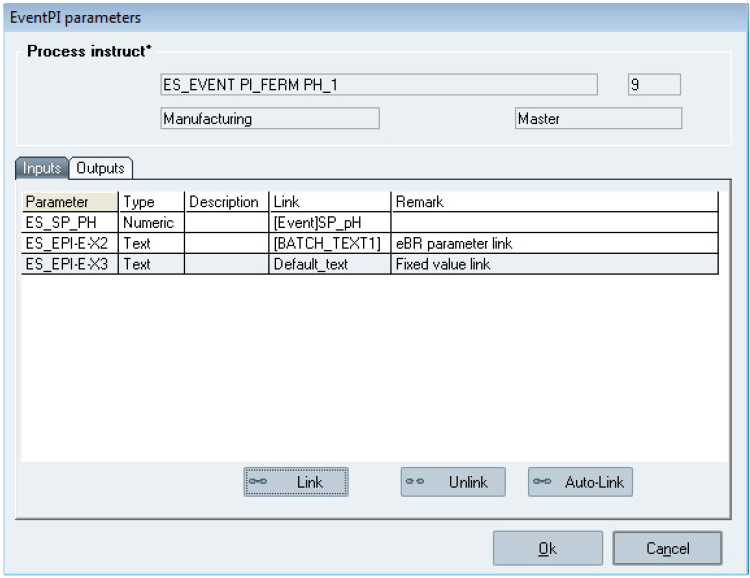 EventPI parameters
Process instruct*
ES_EVENT PI_FERM PH_1 9
Manufacturing Master
Inputs Outputs
Parameter Type Description Link Remark
ES_SP_PH Numeric [Event]SP_pH
ES_EPI-E-X2 Text [BATCH_TEXT1] eBR parameter link
ES_EPI-E-X3 Text Default_text Fixed value link
Link Unlink Auto-Link
Ok Cancel